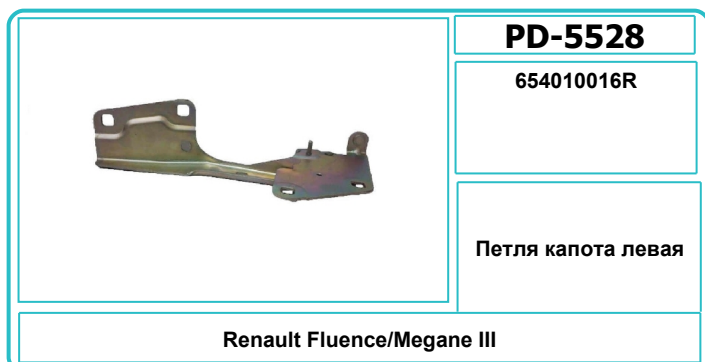 PD-5528
654010016R
Петля капота левая
Renault Fluence/Megane III